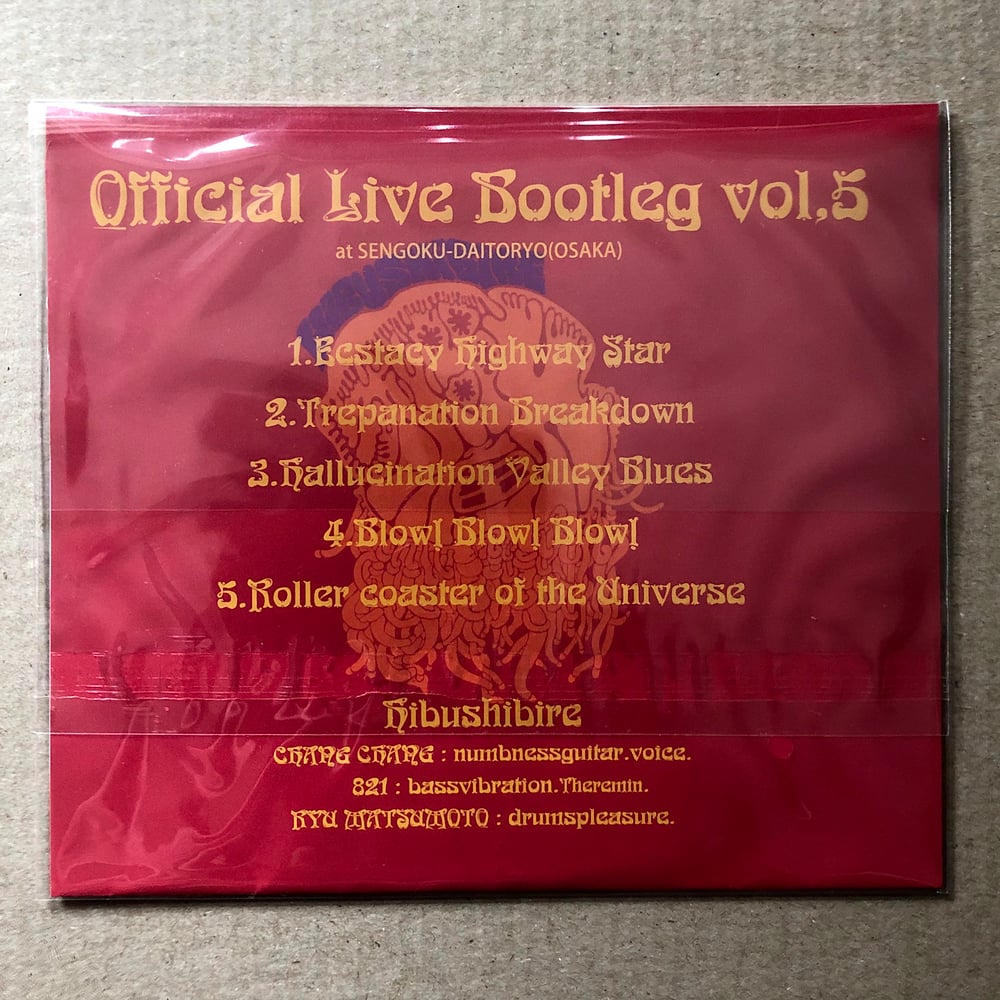 Official Live Bootleg vol,5
at SENGOKU-DAITORYO(OSAKA)
1.Ecstacy Highway Star
2.Trepanation Breakdown
3.Hallucination Valley Blues
4.Blow! Blow! Blow!
5.Roller coaster of the Universe
hibushibire
CHANG CHANG : numbnessguitar.voice.
821 : bassvibration.Theremin.
RYU MATSUMOTO : drumspleasure.